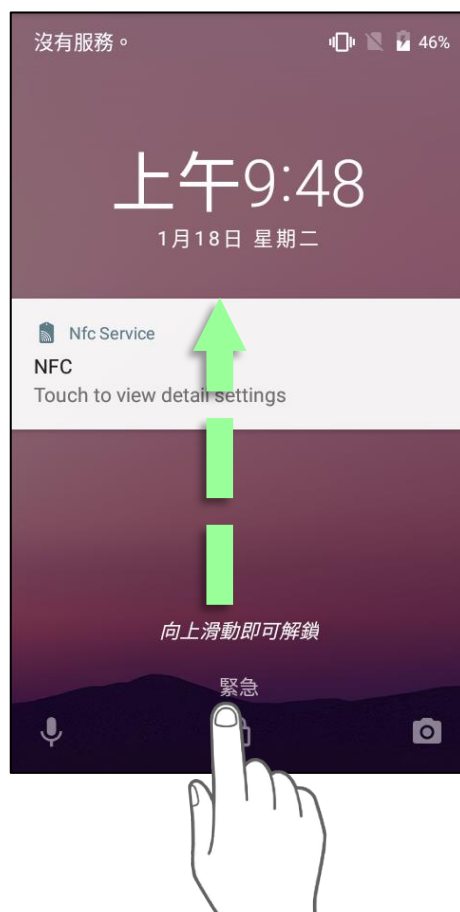 沒有服務。 46%
上午9:48
1月18日 星期二
Nfc Service
NFC
Touch to view detail settings
向上滑動即可解鎖
緊急